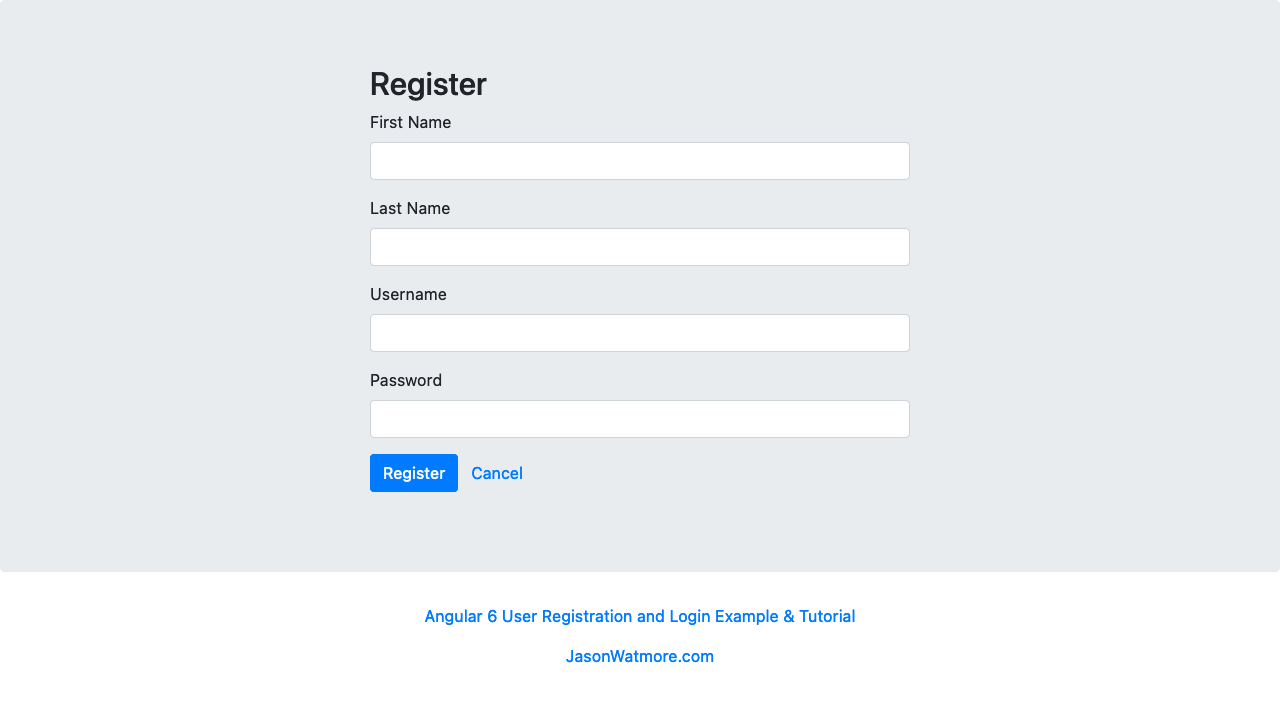 Register
First Name
Last Name
Username
Password
Register Cancel
Angular 6 User Registration and Login Example & Tutorial
JasonWatmore.com